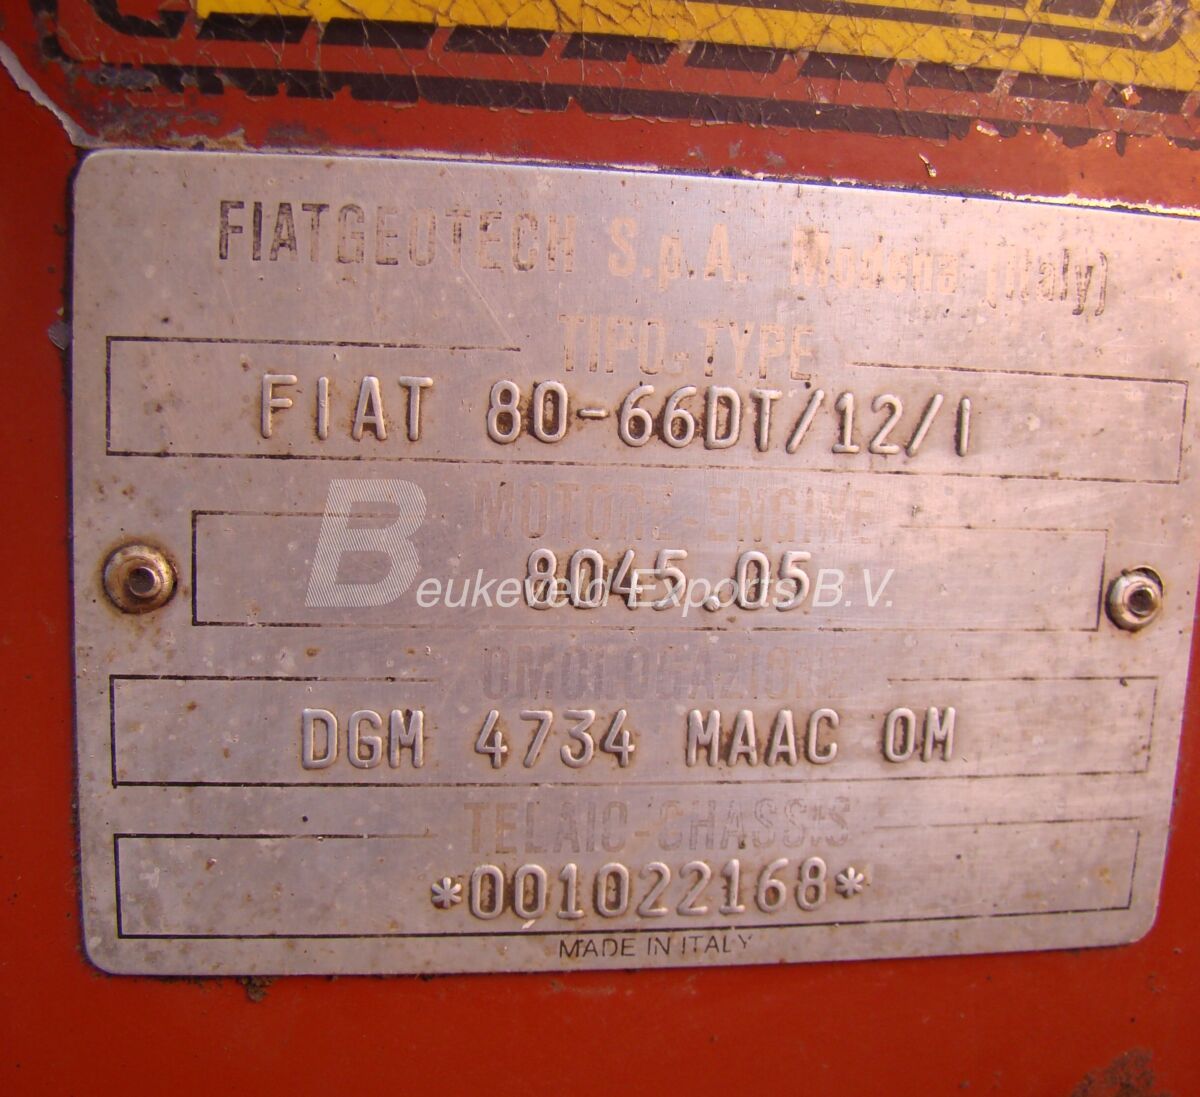 FIATGEOTECH S.p.A. Modena (Italy)
TIPO-TYPE
FIAT 80-66DT/12/I
MOTORE-ENGINE
8045.05
Beukeveld Exports B.V.
OMOLOGAZIONE
DGM 4734 MAAC OM
TELAIO-CHASSIS
*001022168*
MADE IN ITALY